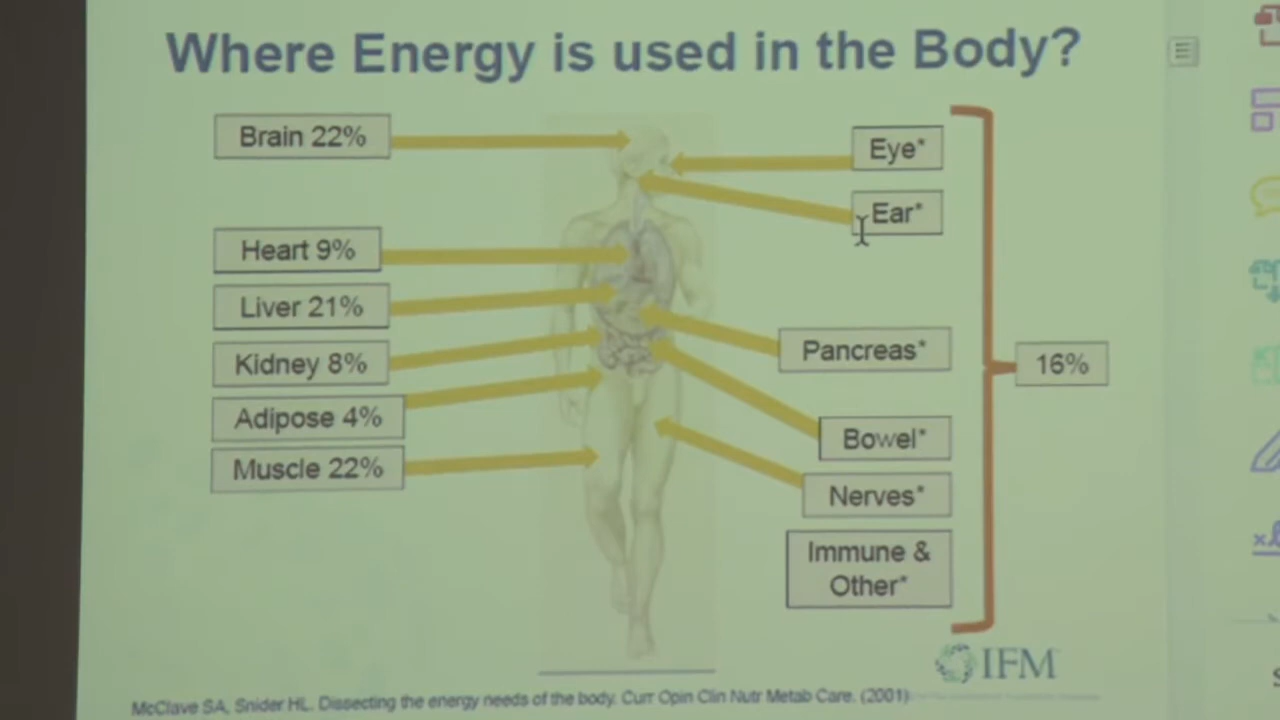 Where Energy is used in the Body?
Brain 22%
Heart 9%
Liver 21%
Kidney 8%
Adipose 4%
Muscle 22%
Eye*
Ear*
Pancreas*
Bowel*
Nerves*
Immune &
Other*
16%
IFM
McClave SA, Snider HL. Dissecting the energy needs of the body. Curr Opin Clin Nutr Metab Care. (2001)